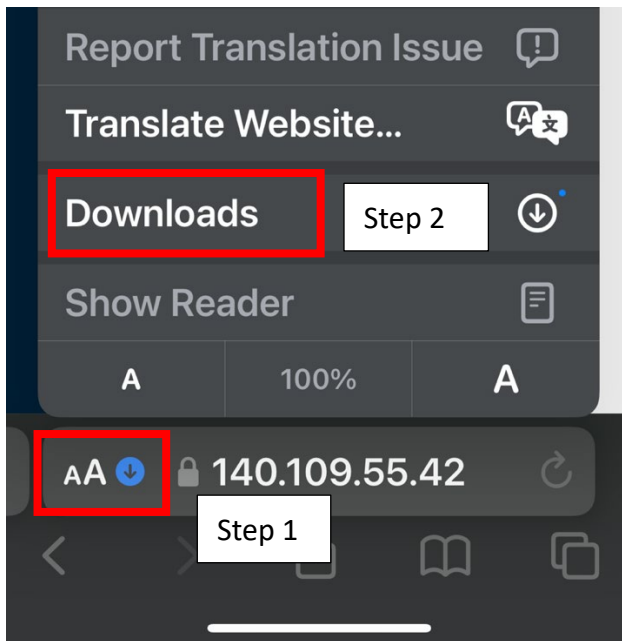 Report Translation Issue
Translate Website...
Downloads
Step 2
Show Reader
A 100% A
AA 140.109.55.42
Step 1